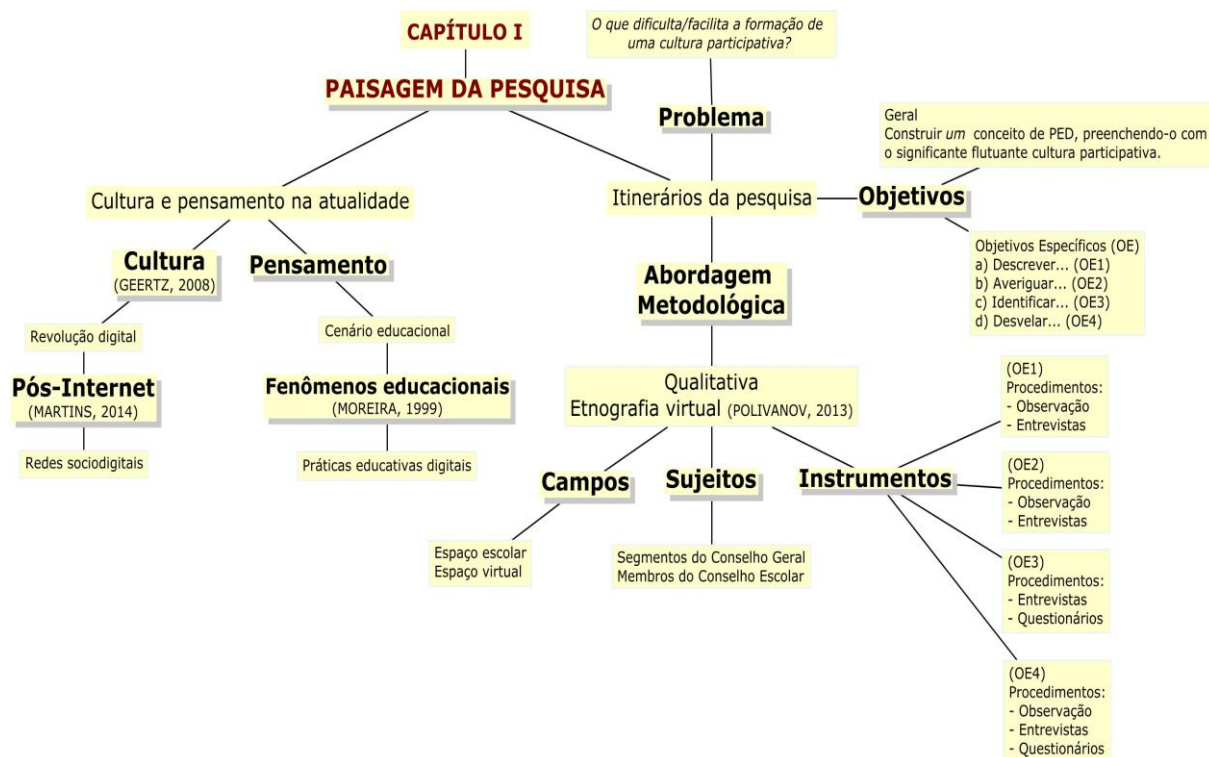 CAPÍTULO I
PAISAGEM DA PESQUISA
Cultura e pensamento na atualidade
Cultura
(GEERTZ, 2008)
Revolução digital
Pós-Internet
(MARTINS, 2014)
Redes sociodigitais
Pensamento
Cenário educacional
Fenômenos educacionais
(MOREIRA, 1999)
Práticas educativas digitais
O que dificulta/facilita a formação de
uma cultura participativa?
Problema
Itinerários da pesquisa
Objetivos
Geral
Construir um conceito de PED, preenchendo-o com
o significante flutuante cultura participativa.
Objetivos Específicos (OE)
a) Descrever... (OE1)
b) Averiguar... (OE2)
c) Identificar... (OE3)
d) Desvelar... (OE4)
Abordagem
Metodológica
Qualitativa
Etnografia virtual (POLIVANOV, 2013)
Campos
Espaço escolar
Espaço virtual
Sujeitos
Segmentos do Conselho Geral
Membros do Conselho Escolar
Instrumentos
(OE1)
Procedimentos:
- Observação
- Entrevistas
(OE2)
Procedimentos:
- Observação
- Entrevistas
(OE3)
Procedimentos:
- Entrevistas
- Questionários
(OE4)
Procedimentos:
- Observação
- Entrevistas
- Questionários